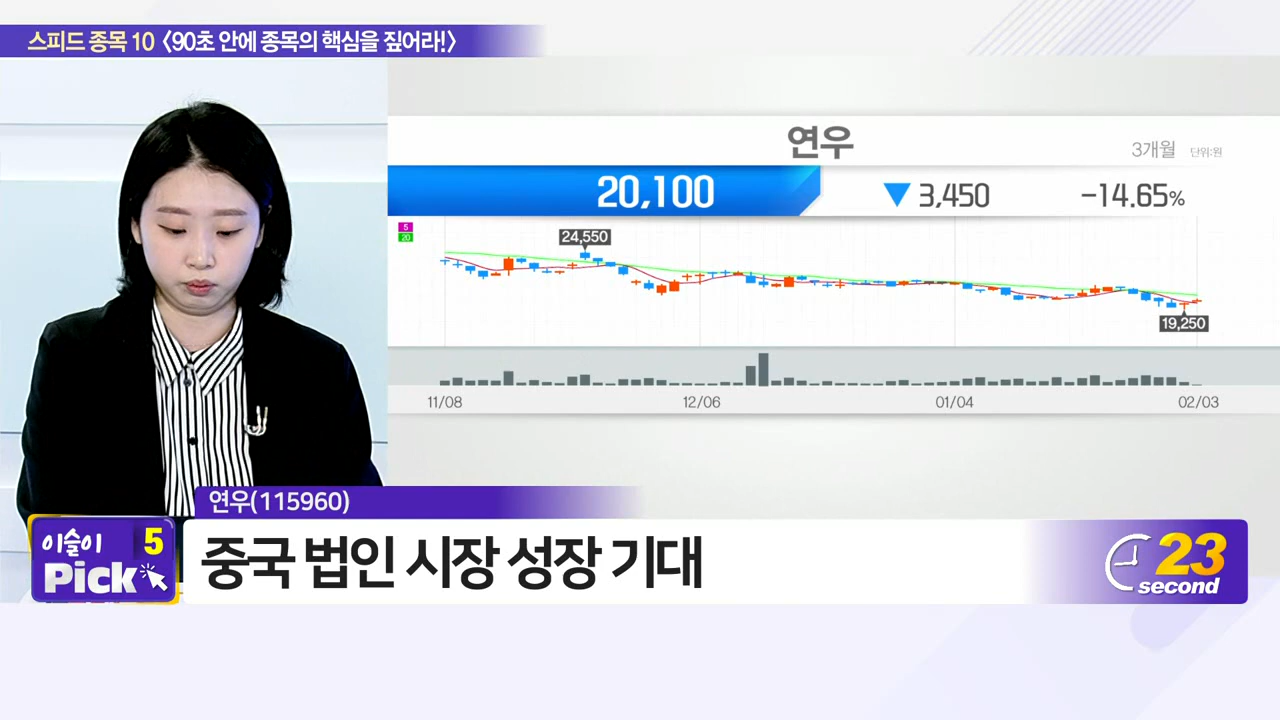 스피드 종목 10 〈90초 안에 종목의 핵심을 짚어라!〉
연우
3개월 단위:원
20,100 ▼ 3,450 -14.65%
5
20
24,550
19,250
11/08 12/06 01/04 02/03
연우(115960)
이슬이 5
Pick
중국 법인 시장 성장 기대
23
second